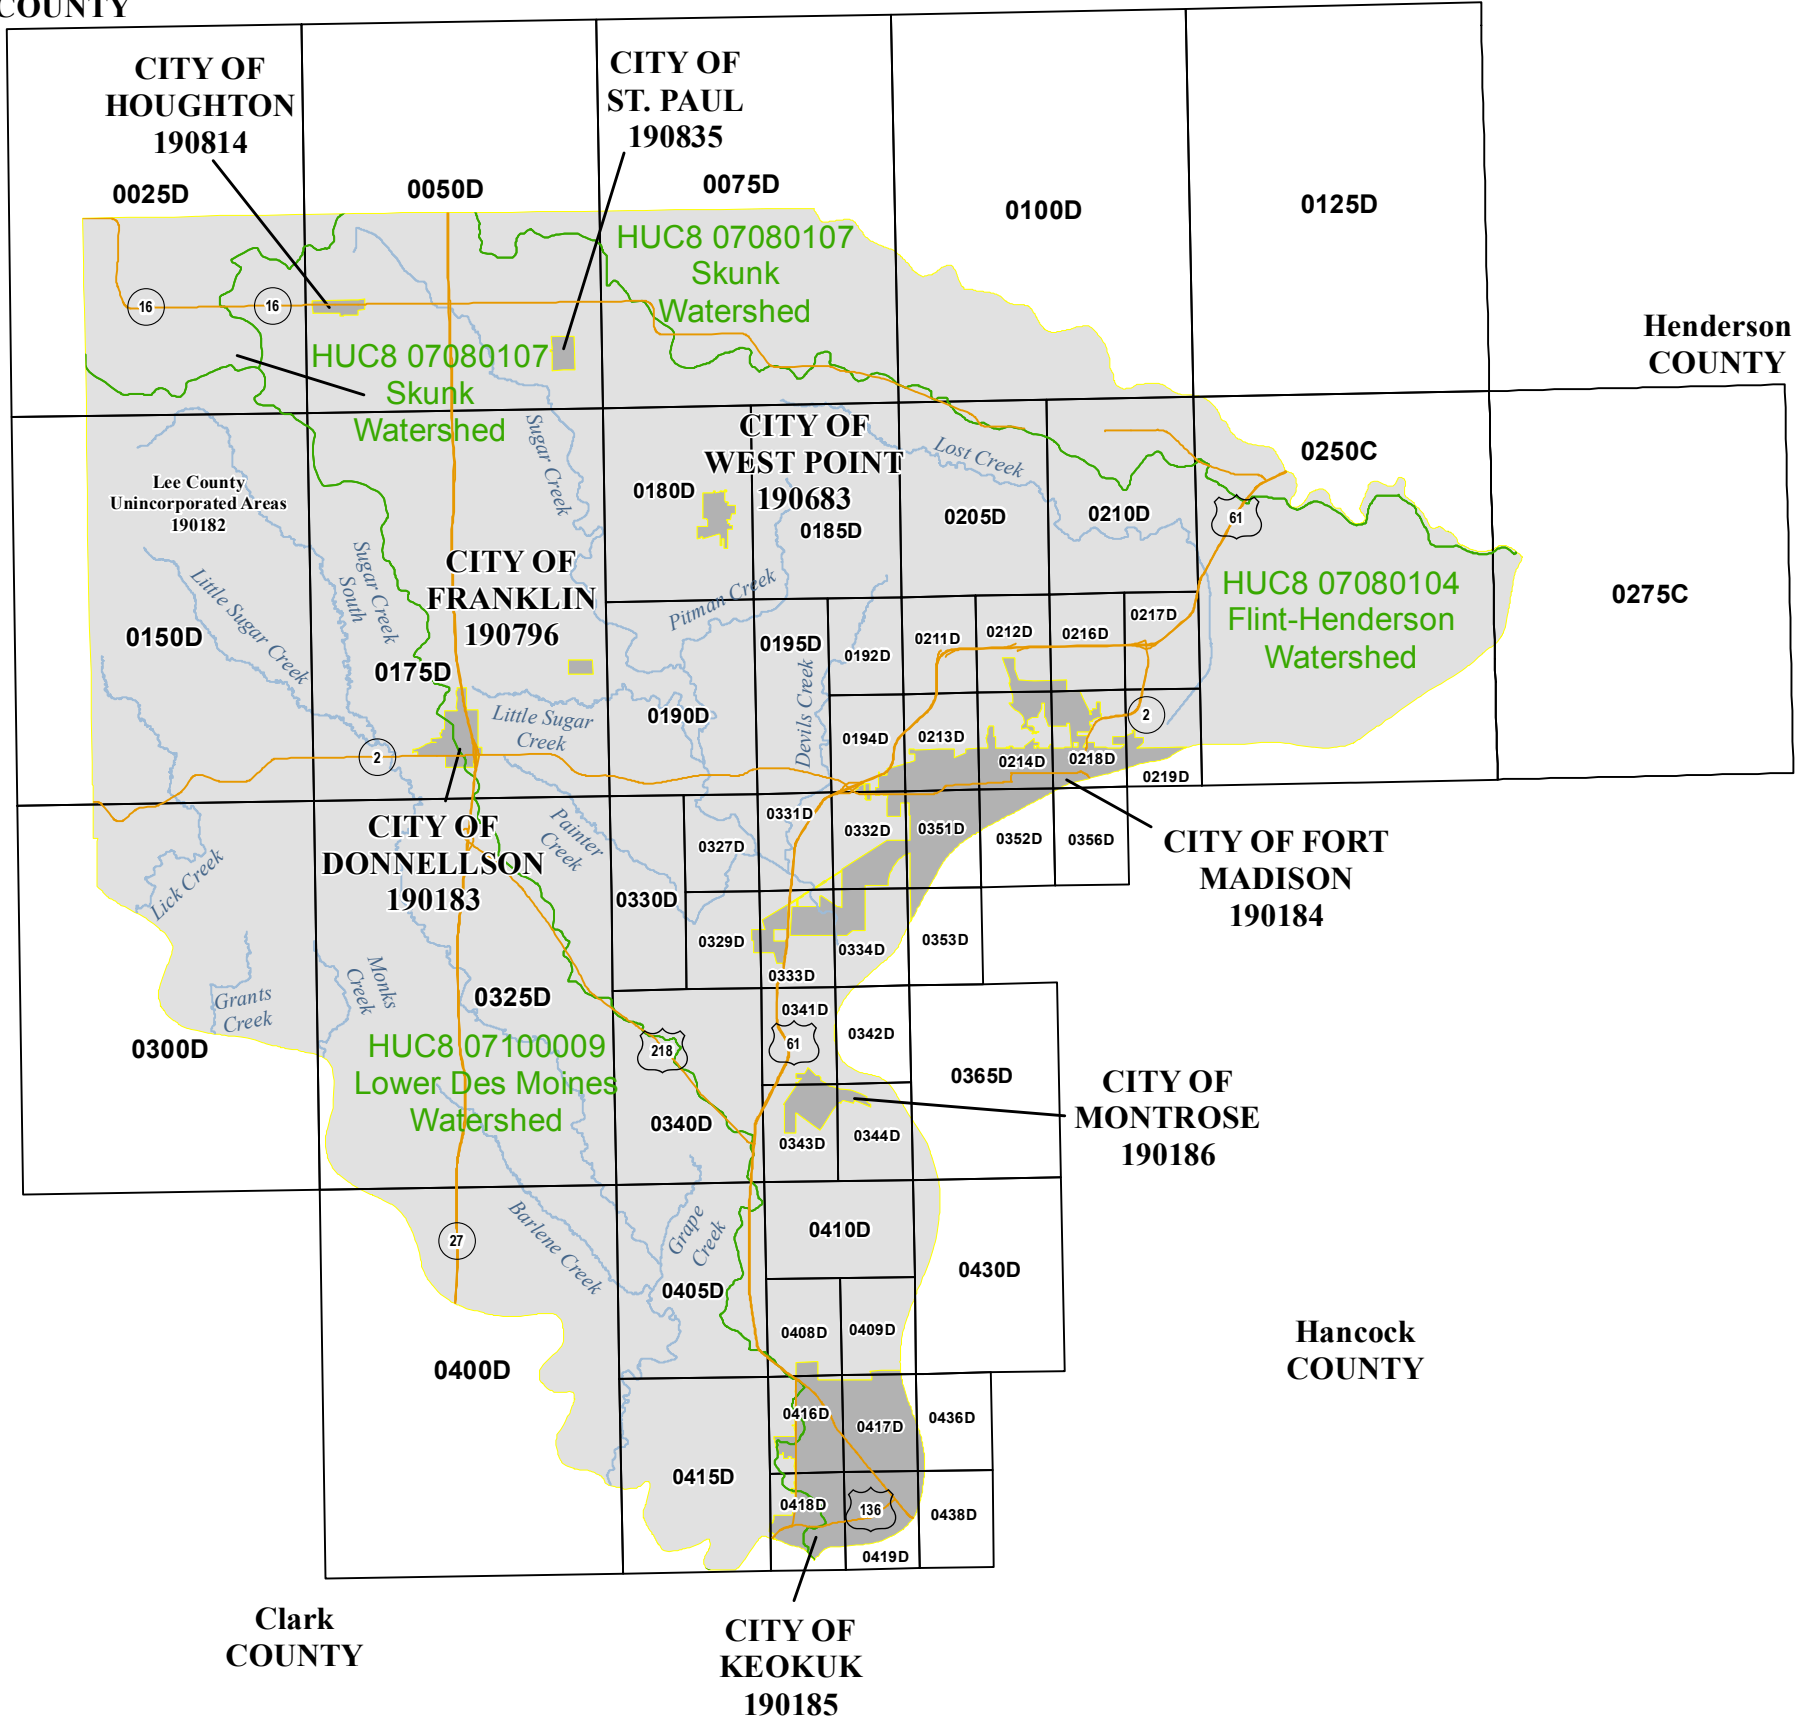 COUNTY
CITY OF
HOUGHTON
190814
CITY OF
ST. PAUL
190835
0025D
0050D
0075D
0100D
0125D
HUC8 07080107
Skunk
Watershed
16
16
HUC8 07080107
Skunk
Watershed
Henderson
COUNTY
Lee County
Unincorporated Areas
190182
Sugar Creek
CITY OF
WEST POINT
190683
0180D
0185D
Lost Creek
0205D
0210D
0250C
61
0275C
HUC8 07080104
Flint-Henderson
Watershed
0150D
Little Sugar Creek
Sugar Creek
South
CITY OF
FRANKLIN
190796
0175D
Pitman Creek
0195D
0192D
0211D
0212D
0216D
0217D
0190D
Devils Creek
Little Sugar
Creek
2
2
0194D
0213D
0214D
0218D
0219D
CITY OF
DONNELLSON
190183
Painter
Creek
0331D
0332D
0351D
0352D
0356D
0327D
0330D
0329D
0333D
0334D
0353D
CITY OF FORT
MADISON
190184
Lick Creek
Grants
Creek
Monks
Creek
0325D
0300D
HUC8 07100009
Lower Des Moines
Watershed
218
61
0341D
0342D
0365D
0340D
0343D
0344D
CITY OF
MONTROSE
190186
27
Barlene Creek
Grape
Creek
0405D
0410D
0430D
0408D
0409D
0400D
Hancock
COUNTY
0416D
0417D
0436D
0415D
0418D
136
0438D
0419D
Clark
COUNTY
CITY OF
KEOKUK
190185